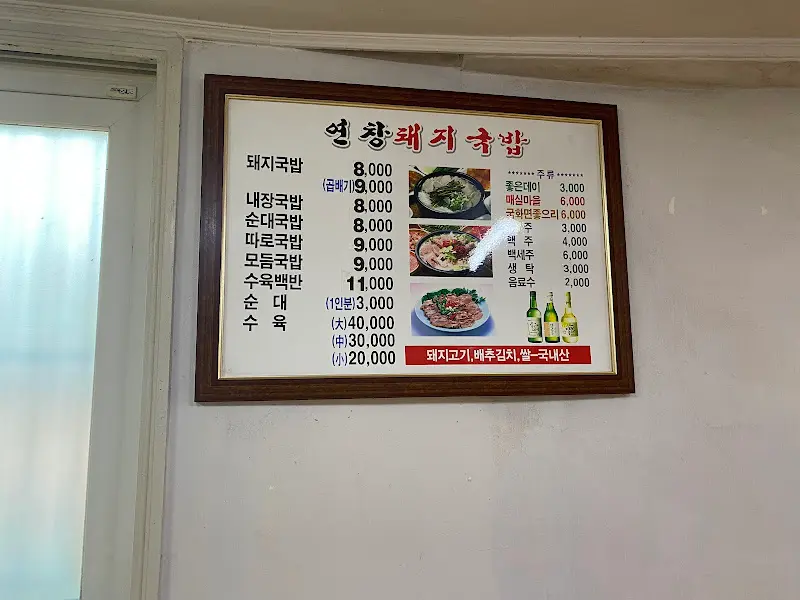 연창돼지국밥
돼지국밥 8,000
(곱배기)9,000
내장국밥 8,000
순대국밥 8,000
따로국밥 9,000
모듬국밥 9,000
수육백반 11,000
순 대 (1인분)3,000
수 육 (大)40,000
(中)30,000
(小)20,000
*******주류*******
좋은데이 3,000
매실마을 6,000
국화면좋으리 6,000
주 3,000
맥 주 4,000
백세주 6,000
생 탁 3,000
음료수 2,000
돼지고기,배추김치,쌀-국내산